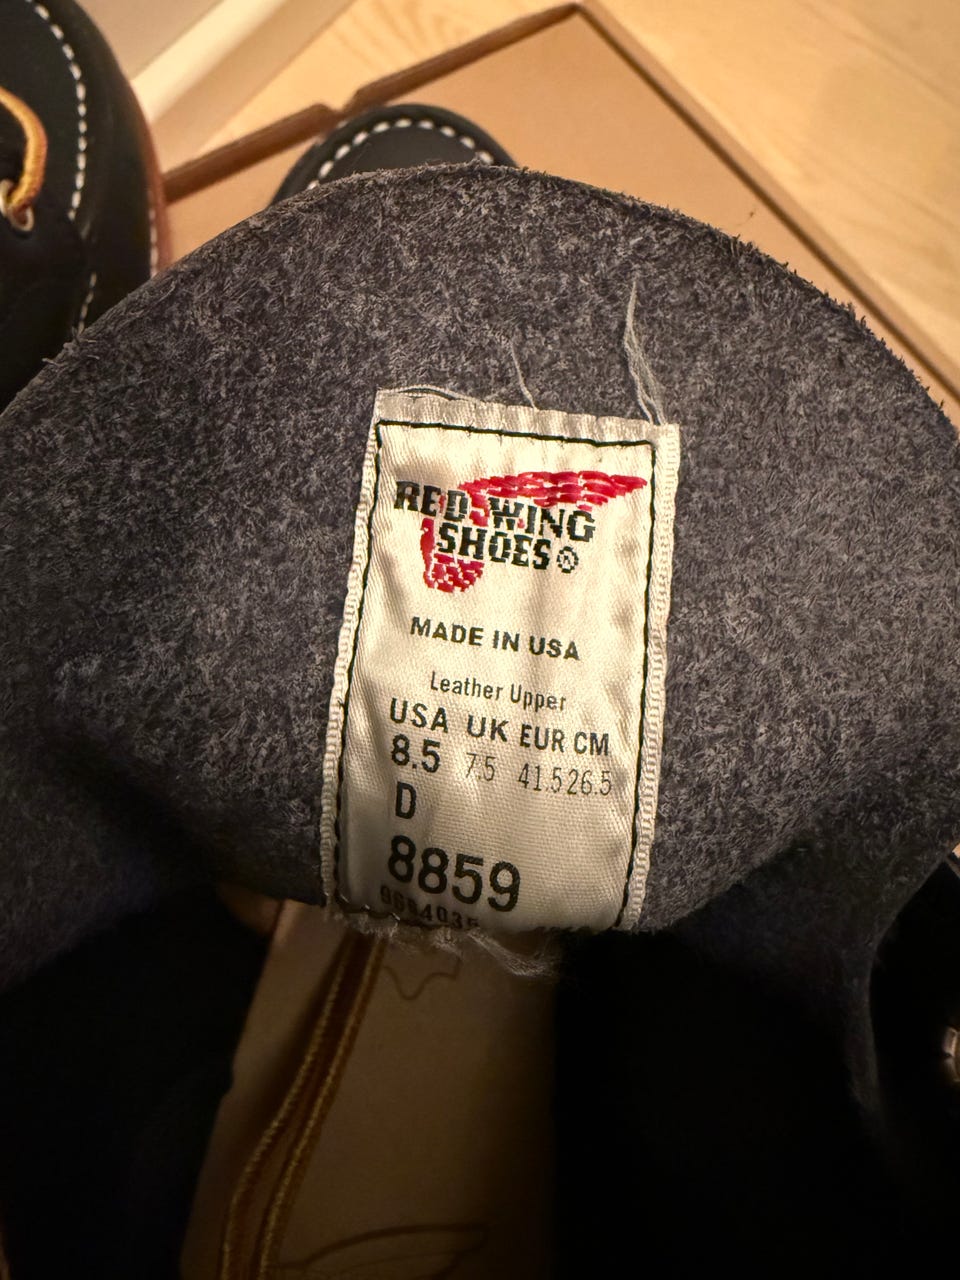 RED WING
SHOES®
MADE IN USA
Leather Upper
USA UK EUR CM
8.5 7.5 41.5 26.5
D
8859